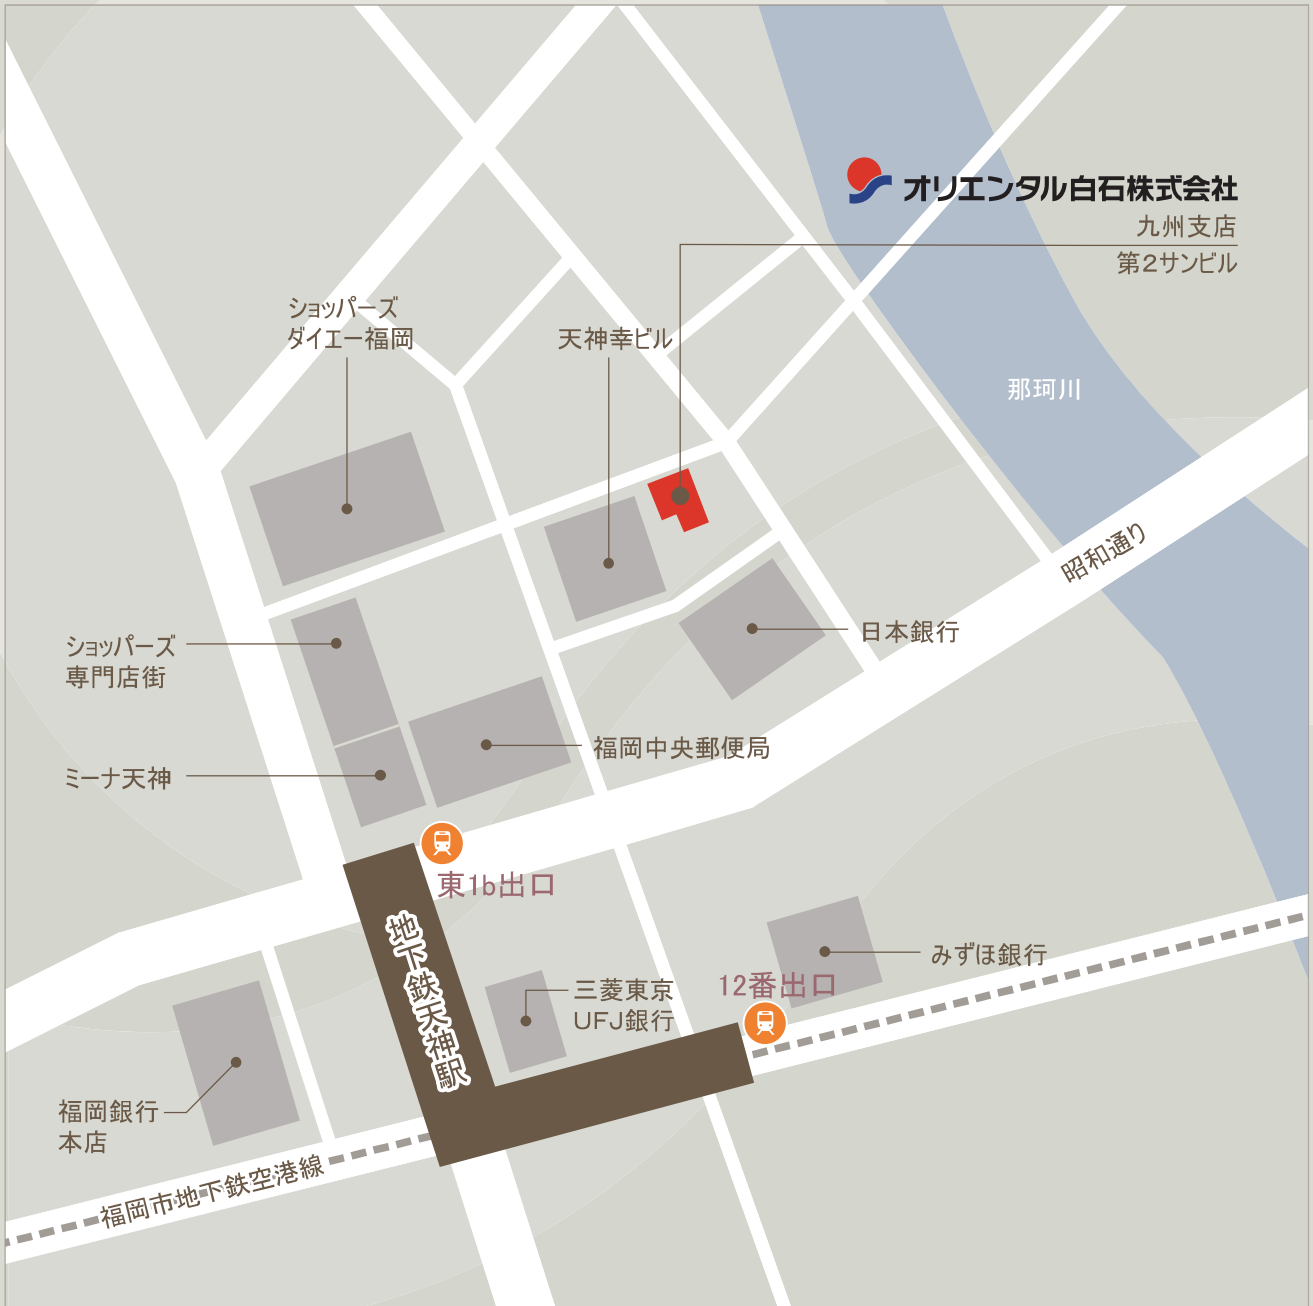 オリエンタル白石株式会社
九州支店
第2サンビル
ショッパーズ
ダイエー福岡
天神幸ビル
那珂川
昭和通り
日本銀行
ショッパーズ
専門店街
福岡中央郵便局
ミーナ天神
東1b出口
地下鉄天神駅
みずほ銀行
12番出口
三菱東京
UFJ銀行
福岡銀行
本店
福岡市地下鉄空港線